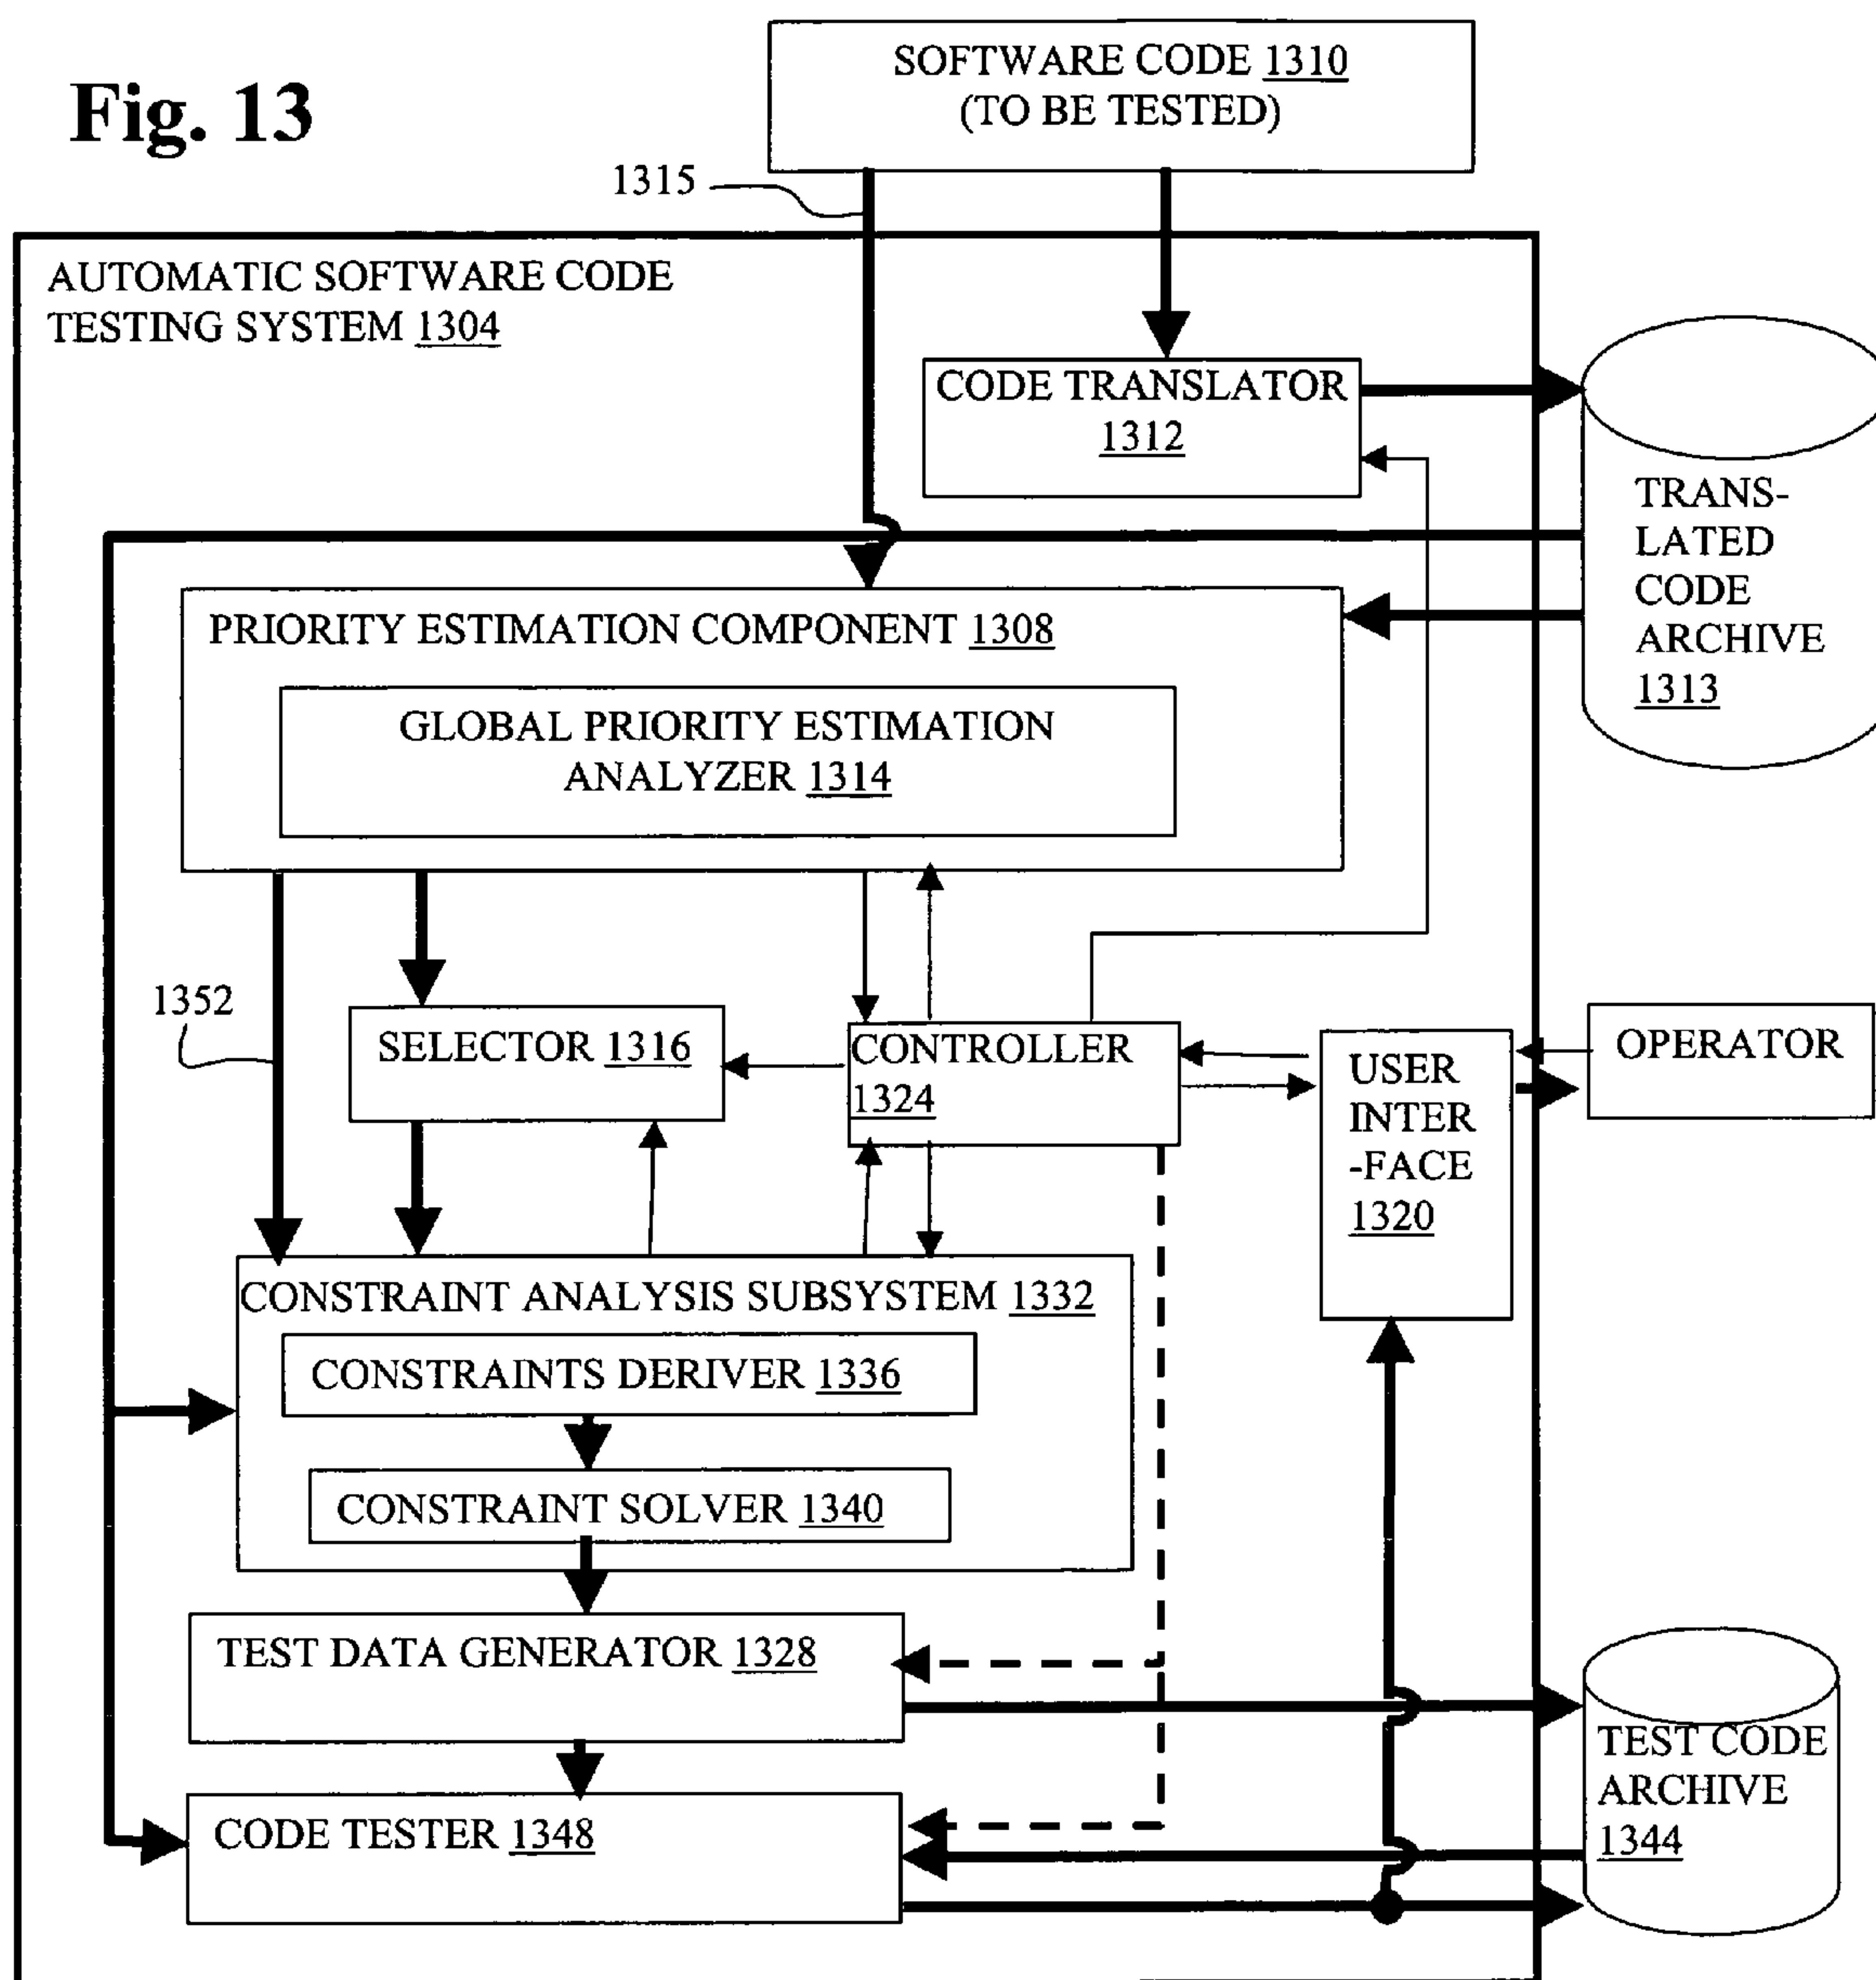 Fig. 13
SOFTWARE CODE 1310
(TO BE TESTED)
1315
AUTOMATIC SOFTWARE CODE
TESTING SYSTEM 1304
CODE TRANSLATOR
1312
TRANS-
LATED
CODE
ARCHIVE
1313
PRIORITY ESTIMATION COMPONENT 1308
GLOBAL PRIORITY ESTIMATION
ANALYZER 1314
1352
SELECTOR 1316
CONTROLLER
1324
USER
INTER
-FACE
1320
OPERATOR
CONSTRAINT ANALYSIS SUBSYSTEM 1332
CONSTRAINTS DERIVER 1336
CONSTRAINT SOLVER 1340
TEST DATA GENERATOR 1328
TEST CODE
ARCHIVE
1344
CODE TESTER 1348